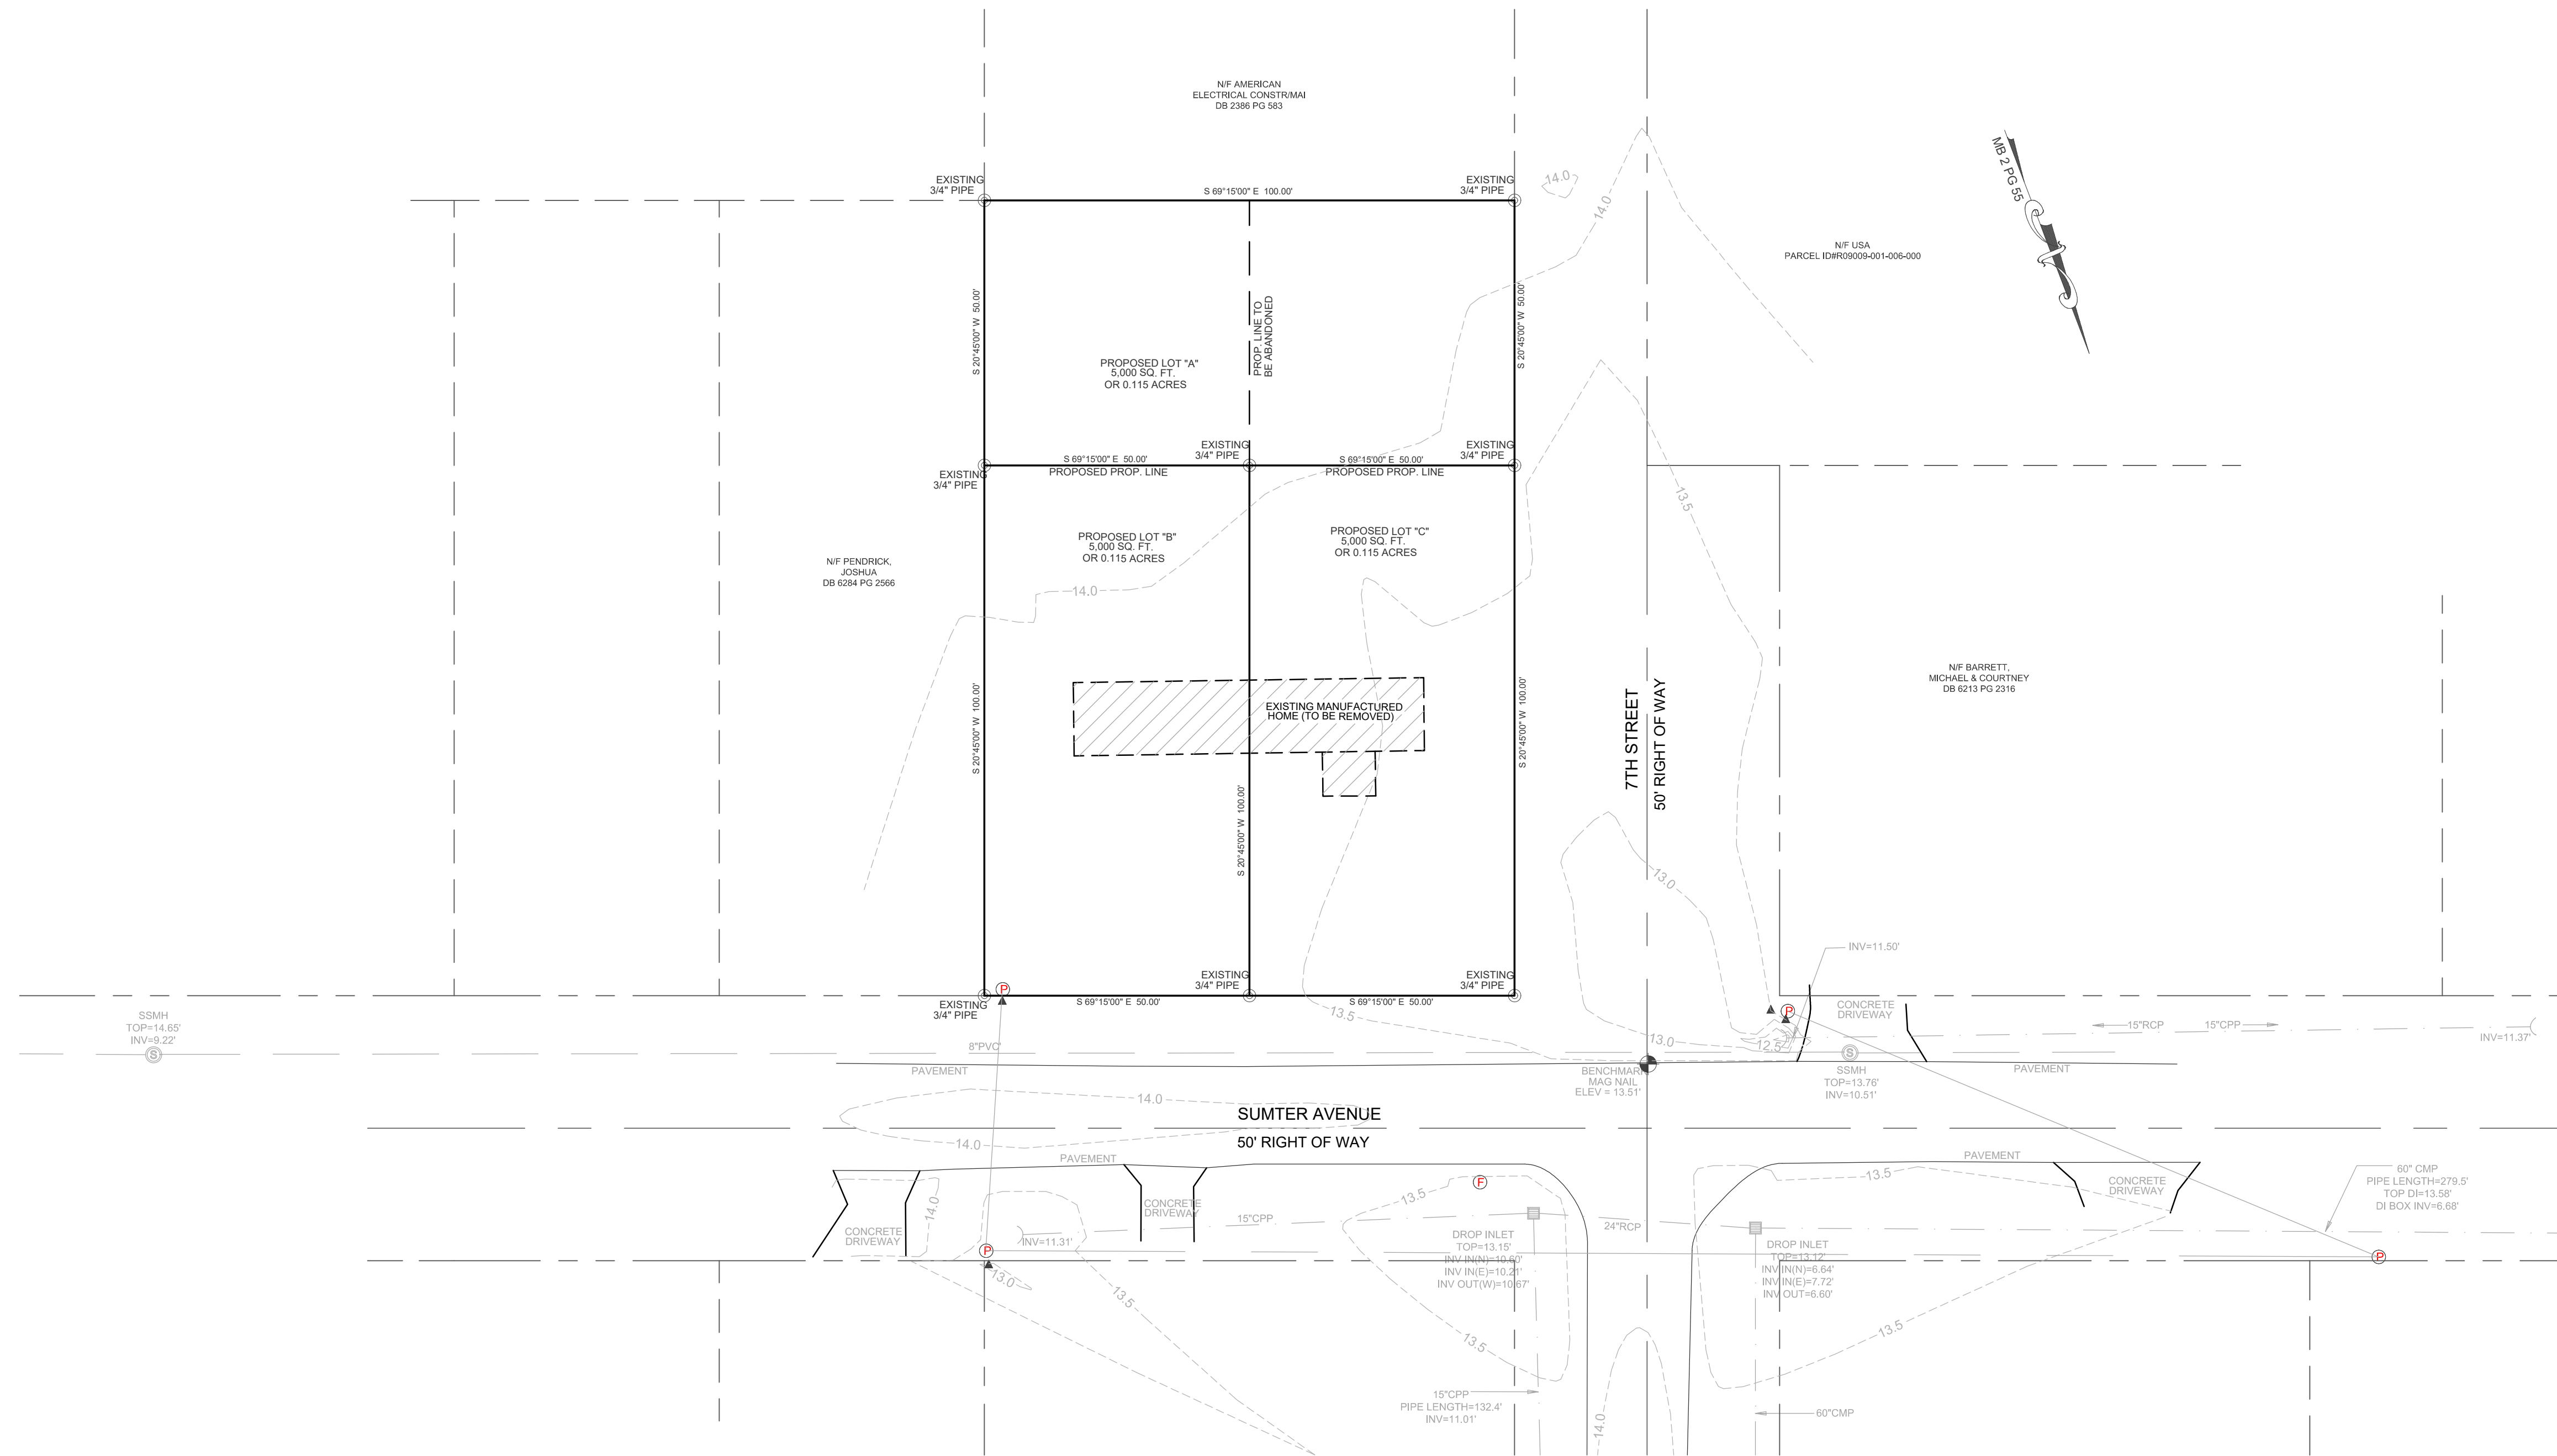 N/F AMERICAN
ELECTRICAL CONSTR/MAI
DB 2386 PG 583
MB 2 PG 55
EXISTING
3/4" PIPE
S 69°15'00" E 100.00'
EXISTING
3/4" PIPE
14.0
14.0
N/F USA
PARCEL ID#R09009-001-006-000
S 20°45'00" W 50.00'
PROP. LINE TO
BE ABANDONED
S 20°45'00" W 50.00'
PROPOSED LOT "A"
5,000 SQ. FT.
OR 0.115 ACRES
EXISTING
3/4" PIPE
EXISTING
3/4" PIPE
S 69°15'00" E 50.00'
PROPOSED PROP. LINE
S 69°15'00" E 50.00'
PROPOSED PROP. LINE
EXISTING
3/4" PIPE
13.5
PROPOSED LOT "B"
5,000 SQ. FT.
OR 0.115 ACRES
PROPOSED LOT "C"
5,000 SQ. FT.
OR 0.115 ACRES
N/F PENDRICK,
JOSHUA
DB 6284 PG 2566
14.0
N/F BARRETT,
MICHAEL & COURTNEY
DB 6213 PG 2316
S 20°45'00" W 100.00'
EXISTING MANUFACTURED
HOME (TO BE REMOVED)
S 20°45'00" W 100.00'
7TH STREET
50' RIGHT OF WAY
S 20°45'00" W 100.00'
13.0
INV=11.50'
EXISTING
3/4" PIPE
EXISTING
3/4" PIPE
P
S 69°15'00" E 50.00'
S 69°15'00" E 50.00'
EXISTING
3/4" PIPE
13.5
P
CONCRETE
DRIVEWAY
SSMH
TOP=14.65'
INV=9.22'
S
15"RCP
15"CPP
INV=11.37'
8"PVC
13.0
12.5
S
PAVEMENT
BENCHMARK
MAG NAIL
ELEV = 13.51'
SSMH
TOP=13.76'
INV=10.51'
PAVEMENT
14.0
SUMTER AVENUE
14.0
50' RIGHT OF WAY
PAVEMENT
PAVEMENT
13.5
60" CMP
PIPE LENGTH=279.5'
TOP DI=13.58'
DI BOX INV=6.68'
F
CONCRETE
DRIVEWAY
14.0
CONCRETE
DRIVEWAY
13.5
15"CPP
24"RCP
CONCRETE
DRIVEWAY
INV=11.31'
P
P
DROP INLET
TOP=13.15'
INV IN(N)=10.60'
INV IN(E)=10.21'
INV OUT(W)=10.67'
DROP INLET
TOP=13.12'
INV IN(N)=6.64'
INV IN(E)=7.72'
INV OUT=6.60'
13.0
13.5
13.5
13.5
15"CPP
PIPE LENGTH=132.4'
INV=11.01'
14.0
60"CMP